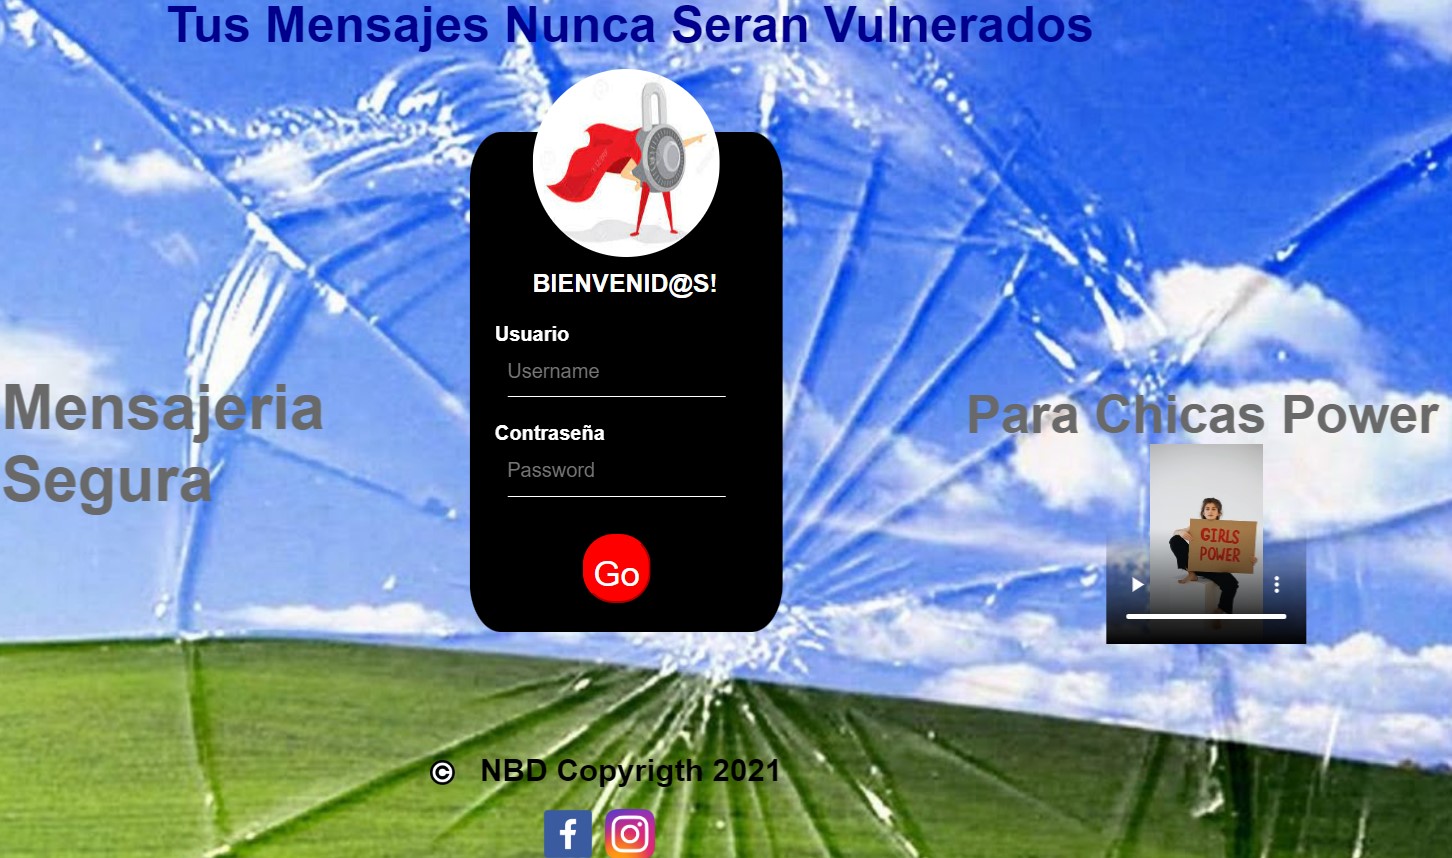 Tus Mensajes Nunca Seran Vulnerados
BIENVENID@S!
Usuario
Username
Contraseña
Password
Go
Mensajeria
Segura
Para Chicas Power
GIRLS
POWER
© NBD Copyrigth 2021